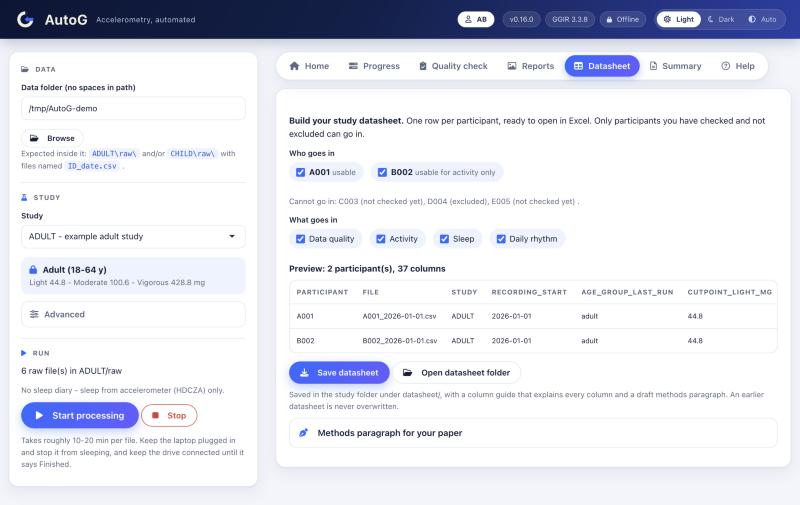 AutoG
Accelerometry, automated
AB
v0.16.0
GGIR 3.3.8
Offline
Light
Dark
Auto
DATA
Data folder (no spaces in path)
/tmp/AutoG-demo
Browse
Expected inside it: ADULT\raw\ and/or CHILD\raw\ with
files named ID_date.csv .
STUDY
Study
ADULT - example adult study
Adult (18-64 y)
Light 44.8 - Moderate 100.6 - Vigorous 428.8 mg
Advanced
RUN
6 raw file(s) in ADULT/raw
No sleep diary - sleep from accelerometer (HDCZA) only.
Start processing
Stop
Takes roughly 10-20 min per file. Keep the laptop plugged in
and stop it from sleeping, and keep the drive connected until it
says Finished.
Home
Progress
Quality check
Reports
Datasheet
Summary
Help
Build your study datasheet. One row per participant, ready to open in Excel. Only participants you have checked and not
excluded can go in.
Who goes in
A001 usable
B002 usable for activity only
Cannot go in: C003 (not checked yet), D004 (excluded), E005 (not checked yet) .
What goes in
Data quality
Activity
Sleep
Daily rhythm
Preview: 2 participant(s), 37 columns
PARTICIPANT FILE STUDY RECORDING_START AGE_GROUP_LAST_RUN CUTPOINT_LIGHT_MG
A001 A001_2026-01-01.csv ADULT 2026-01-01 adult 44.8
B002 B002_2026-01-01.csv ADULT 2026-01-01 adult 44.8
Save datasheet
Open datasheet folder
Saved in the study folder under datasheet/, with a column guide that explains every column and a draft methods paragraph. An earlier
datasheet is never overwritten.
Methods paragraph for your paper